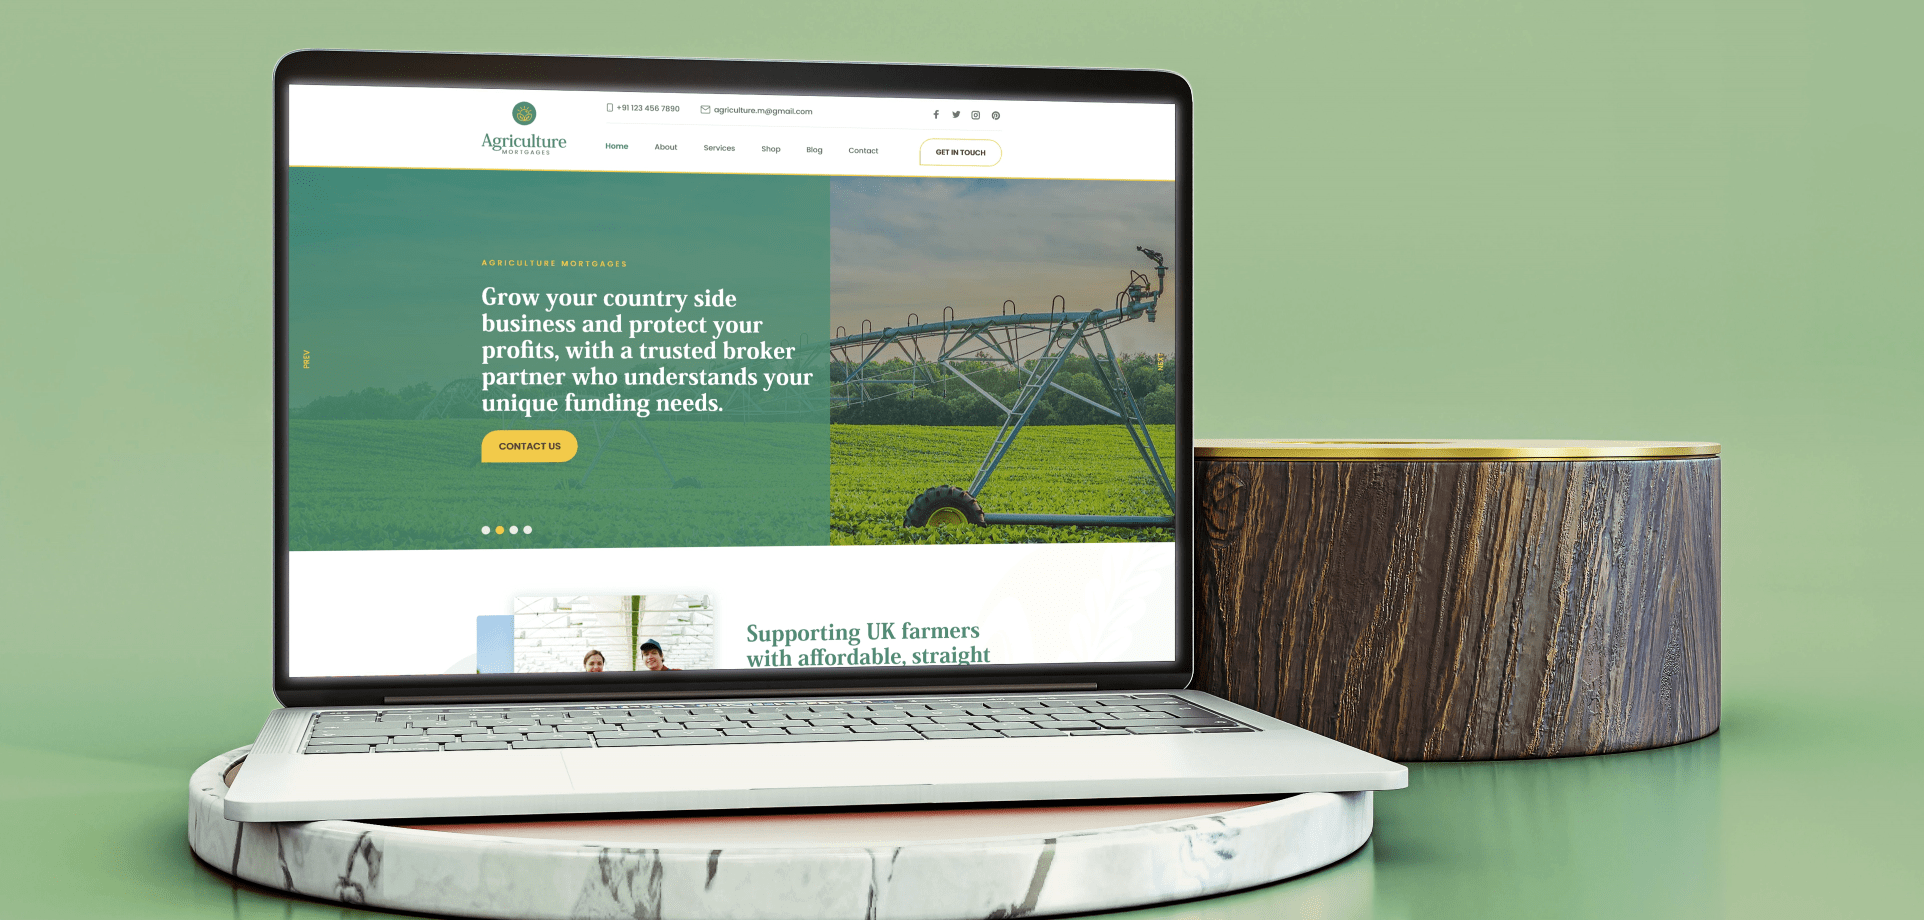 +91 123 456 7890
agriculture.m@gmail.com
Agriculture
MORTGAGES
Home
About
Services
Shop
Blog
Contact
GET IN TOUCH
AGRICULTURE MORTGAGES
Grow your country side
business and protect your
profits, with a trusted broker
partner who understands your
unique funding needs.
PREV
NEXT
CONTACT US
Supporting UK farmers
with affordable, straight